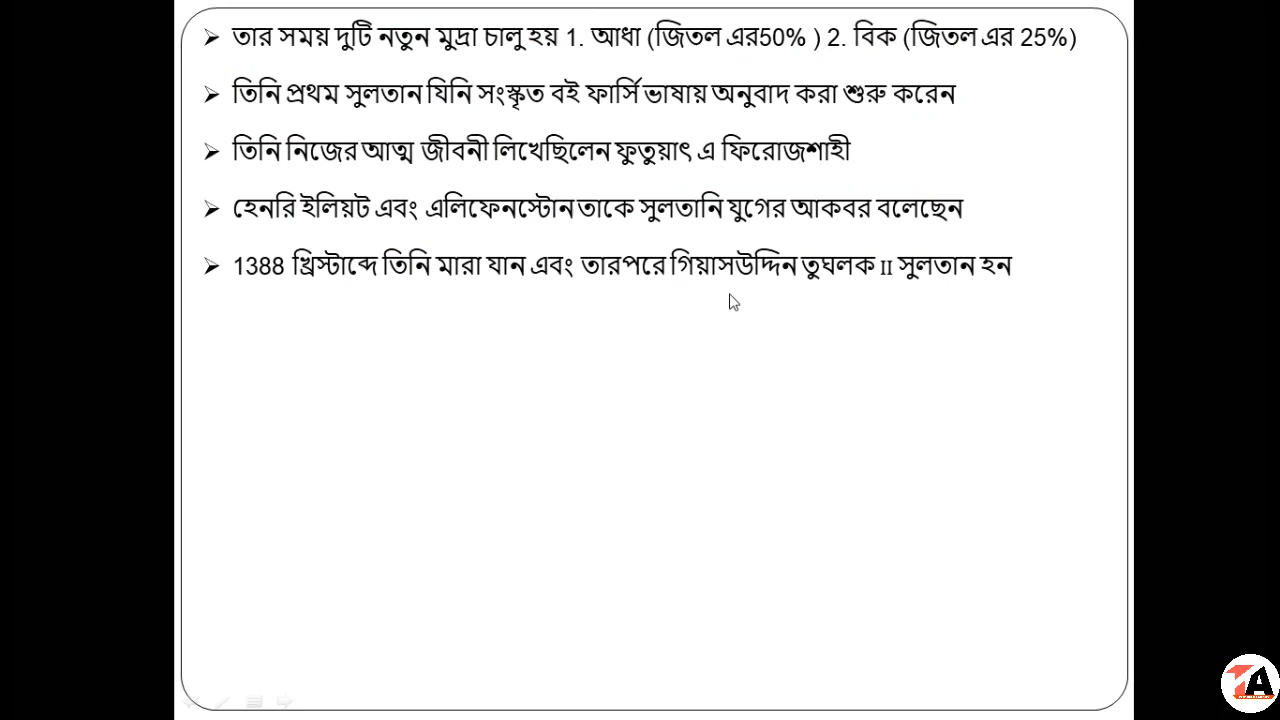 ➢ তার সময় দুটি নতুন মুদ্রা চালু হয় 1. আধা (জিতল এর50% ) 2. বিক (জিতল এর 25%)
➢ তিনি প্রথম সুলতান যিনি সংস্কৃত বই ফার্সি ভাষায় অনুবাদ করা শুরু করেন
➢ তিনি নিজের আত্ম জীবনী লিখেছিলেন ফুতুয়াৎ এ ফিরোজশাহী
➢ হেনরি ইলিয়ট এবং এলিফেনস্টোন তাকে সুলতানি যুগের আকবর বলেছেন
➢ 1388 খ্রিস্টাব্দে তিনি মারা যান এবং তারপরে গিয়াসউদ্দিন তুঘলক II সুলতান হন